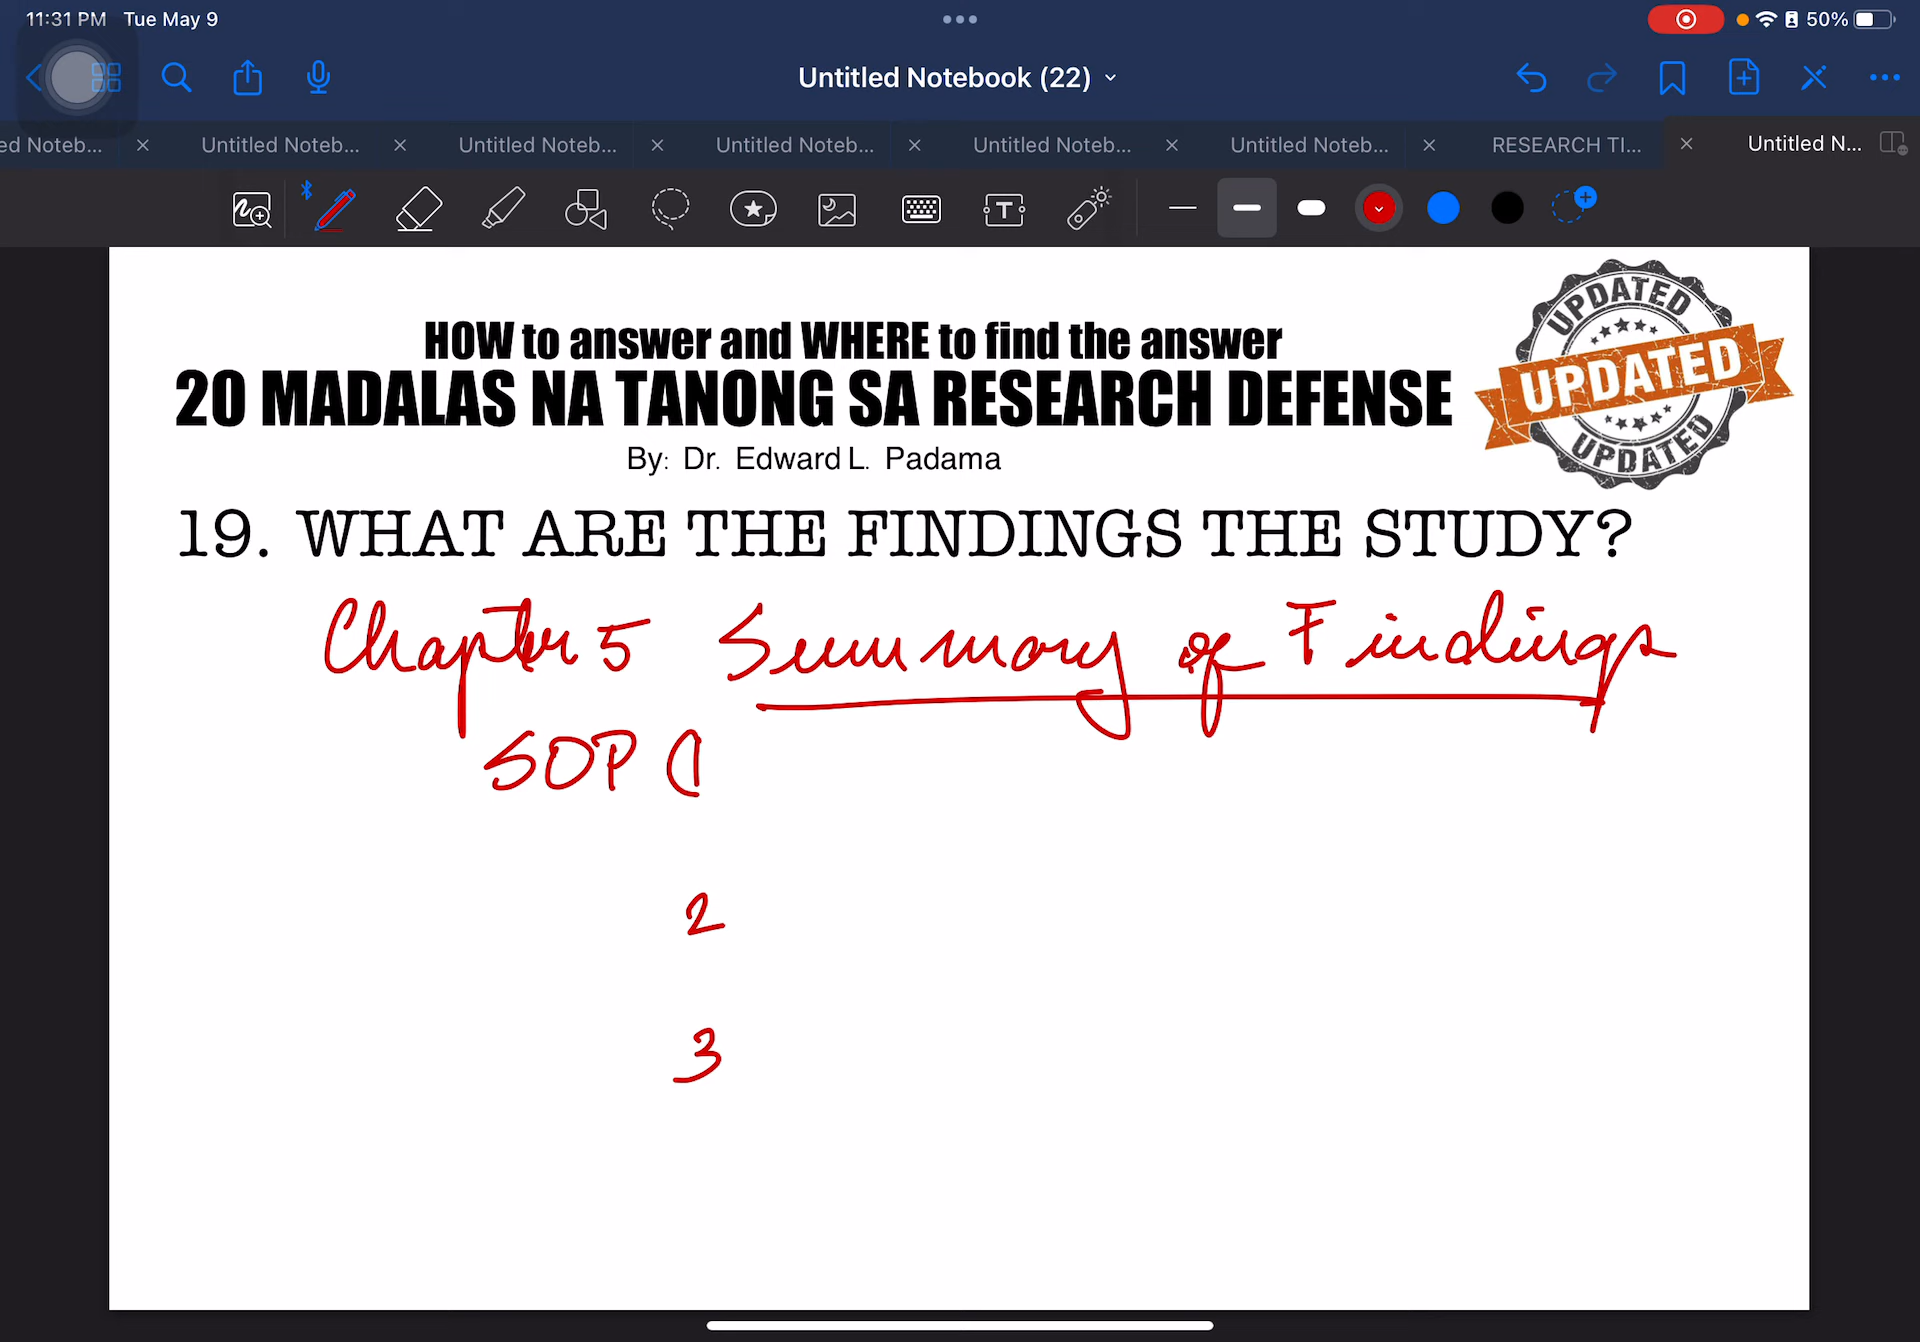 11:31 PM Tue May 9
50%
Untitled Notebook (22)
ed Noteb... Untitled Noteb... Untitled Noteb... Untitled Noteb... Untitled Noteb... Untitled Noteb... RESEARCH TI... Untitled N...
HOW to answer and WHERE to find the answer
20 MADALAS NA TANONG SA RESEARCH DEFENSE
By: Dr. Edward L. Padama
UPDATED
UPDATED
UPDATED
19. WHAT ARE THE FINDINGS THE STUDY?
Chapter 5 Summary of Findings
SOP 1
2
3